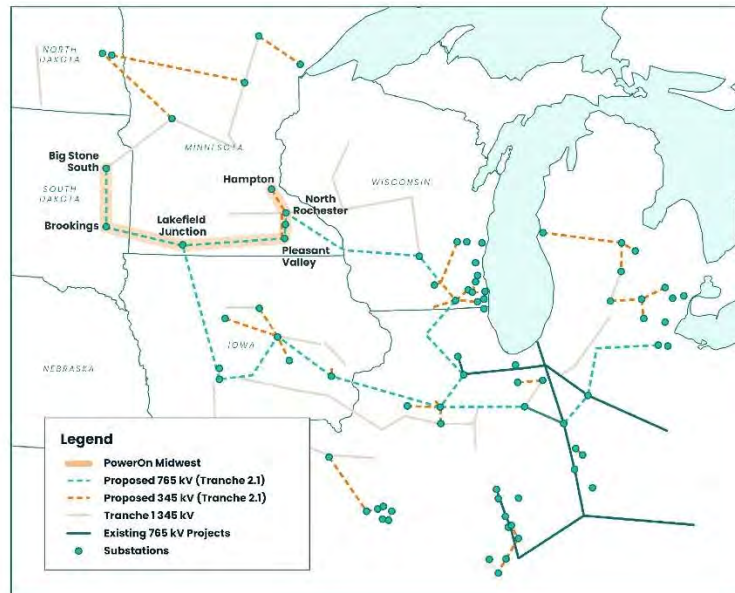 NORTH
DAKOTA
MINNESOTA
Big Stone
South
SOUTH
DAKOTA
Brookings
Lakefield
Junction
Hampton
North
Rochester
Pleasant
Valley
WISCONSIN
IOWA
NEBRASKA
Legend
PowerOn Midwest
Proposed 765 kV (Tranche 2.1)
Proposed 345 kV (Tranche 2.1)
Tranche 1 345 kV
Existing 765 kV Projects
Substations